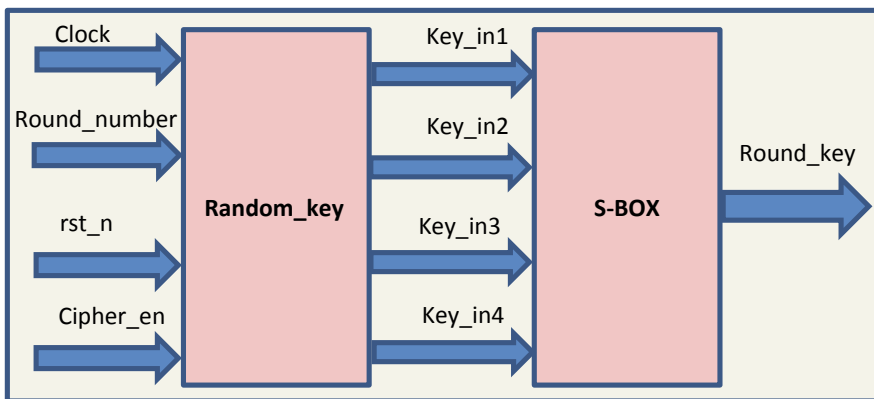 Clock
Round_number
rst_n
Cipher_en
Random_key
Key_in1
Key_in2
Key_in3
Key_in4
S-BOX
Round_key